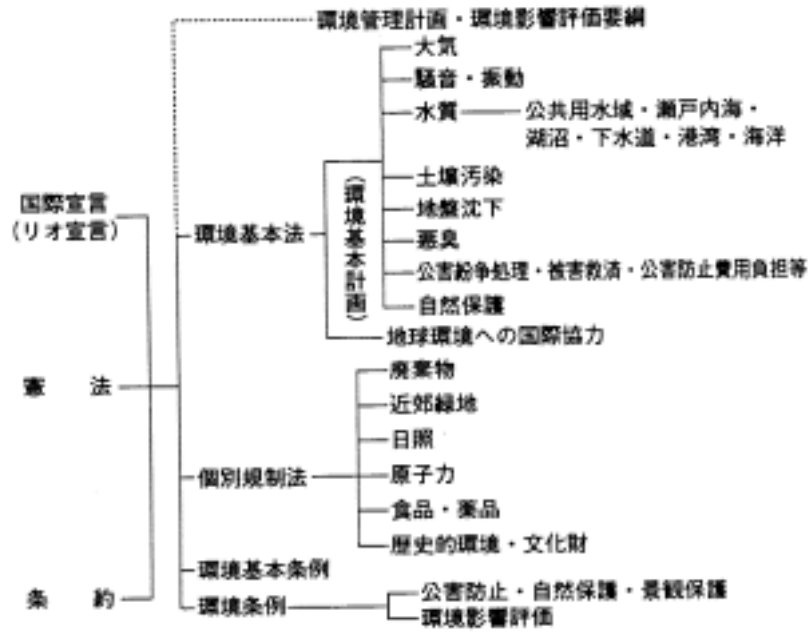 環境管理計画・環境影響評価要綱
大気
騒音・振動
水質
公共用水域・瀬戸内海・
湖沼・下水道・港湾・海洋
土壌汚染
地盤沈下
悪臭
公害紛争処理・被害救済・公害防止費用負担等
自然保護
(環境基本計画)
地球環境への国際協力
国際宣言
(リオ宣言)
環境基本法
憲 法
廃棄物
近郊緑地
日照
個別規制法
原子力
食品・薬品
歴史的環境・文化財
環境基本条例
条 約
環境条例
公害防止・自然保護・景観保護
環境影響評価